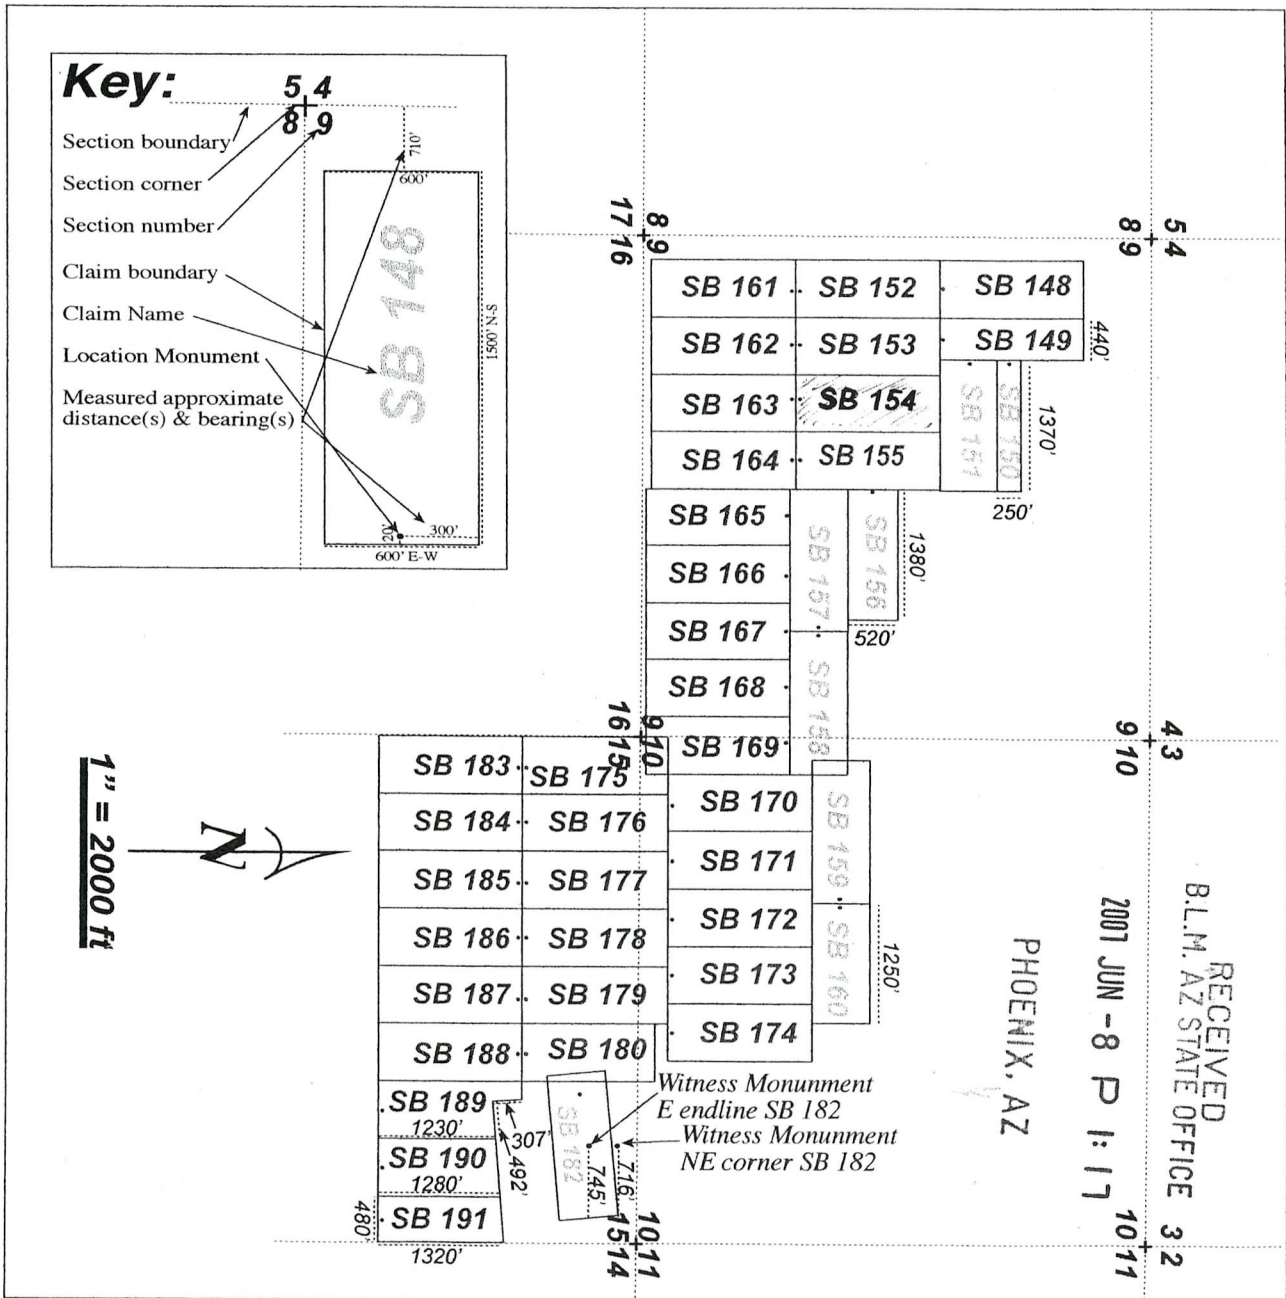 Key:
5 4
8 9
Section boundary
Section corner
Section number
Claim boundary
Claim Name
Location Monument
Measured approximate
distance(s) & bearing(s)
710'
600'
SB 148
1500' N-S
20'
300'
600' E-W
8 9
17 16
5 4
8 9
SB 161
SB 152
SB 148
SB 162
SB 153
SB 149
440'
SB 163
SB 154
SB 151
SB 150
1370'
SB 164
SB 155
250'
SB 165
SB 157
SB 156
1380'
SB 166
SB 167
520'
SB 168
SB 158
SB 169
9 10
16 15
4 3
9 10
SB 183
SB 175
SB 170
SB 159
SB 184
SB 176
SB 171
SB 185
SB 177
SB 172
SB 160
1250'
SB 186
SB 178
SB 173
SB 187
SB 179
SB 174
SB 188
SB 180
1" = 2000 ft
N
SB 189
1230'
307'
SB 182
Witness Monunment
E endline SB 182
Witness Monunment
NE corner SB 182
SB 190
1280'
492'
745'
716'
SB 191
480'
1320'
10 11
15 14
3 2
10 11
RECEIVED
B.L.M. AZ STATE OFFICE
2007 JUN -8 P 1: 17
PHOENIX, AZ